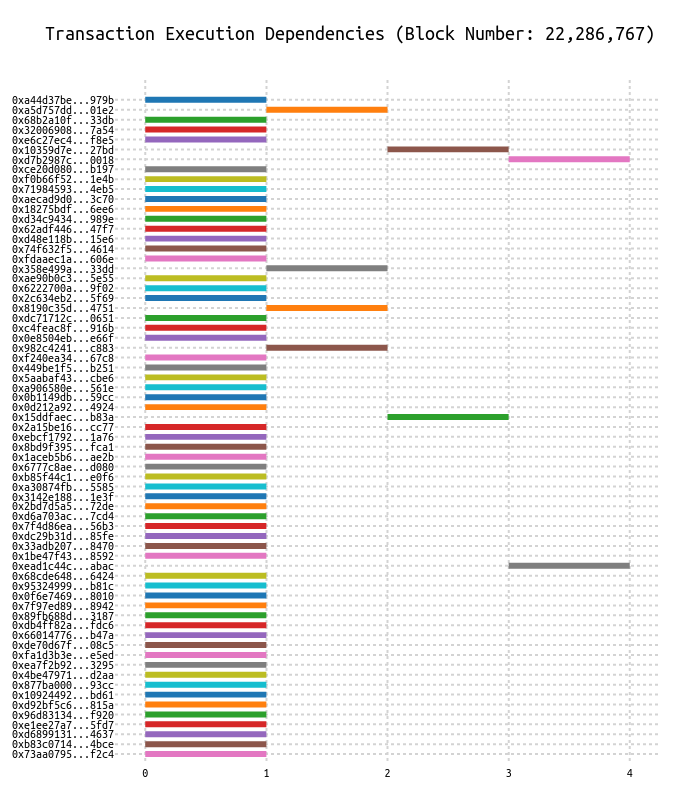 Transaction Execution Dependencies (Block Number: 22,286,767)
0xa44d37be...979b
0xa5d757dd...01e2
0x68b2a10f...33db
0x32006908...7a54
0xe6c27ec4...f8e5
0x10359d7e...27bd
0xd7b2987c...0018
0xce20d080...b197
0xf0b66f52...1e4b
0x71984593...4eb5
0xaecad9d0...3c70
0x18275bdf...6ee6
0xd34c9434...989e
0x62adf446...47f7
0xd48e118b...15e6
0x74f632f5...4614
0xfdaaec1a...606e
0x358e499a...33dd
0xae90b0c3...5e55
0x6222700a...9f02
0x2c634eb2...5f69
0x8190c35d...4751
0xdc71712c...0651
0xc4feac8f...916b
0x0e8504eb...e66f
0x982c4241...c883
0xf240ea34...67c8
0x449be1f5...b251
0x5aabaf43...cbe6
0xa906580e...561e
0x0b1149db...59cc
0x0d212a92...4924
0x15ddfaec...b83a
0x2a15be16...cc77
0xebcf1792...1a76
0x8bd9f395...fca1
0x1aceb5b6...ae2b
0x6777c8ae...d080
0xb85f44c1...e0f6
0xa30874fb...5585
0x3142e188...1e3f
0x2bd7d5a5...72de
0xd6a703ac...7cd4
0x7f4d86ea...56b3
0xdc29b31d...85fe
0x33adb207...8470
0x1be47f43...8592
0xead1c44c...abac
0x68cde648...6424
0x95324999...b81c
0x0f6e7469...8010
0x7f97ed89...8942
0x89fb688d...3187
0xdb4ff82a...fdc6
0x66014776...b47a
0xde70d67f...08c5
0xfa1d3b3e...e5ed
0xea7f2b92...3295
0x4be47971...d2aa
0x877ba000...93cc
0x10924492...bd61
0xd92bf5c6...815a
0x96d83134...f920
0xe1ee27a7...5fd7
0xd6899131...4637
0xb83c0714...4bce
0x73aa0795...f2c4
0 1 2 3 4